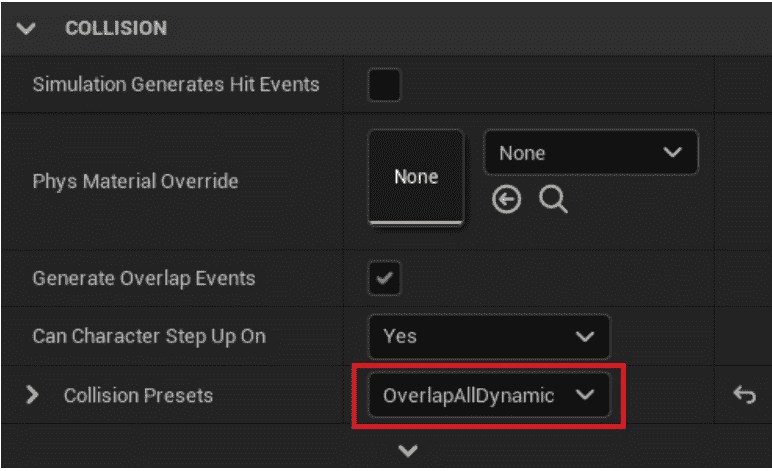 COLLISION
Simulation Generates Hit Events
Phys Material Override
None
None
Generate Overlap Events
Can Character Step Up On
Yes
Collision Presets
OverlapAllDynamic